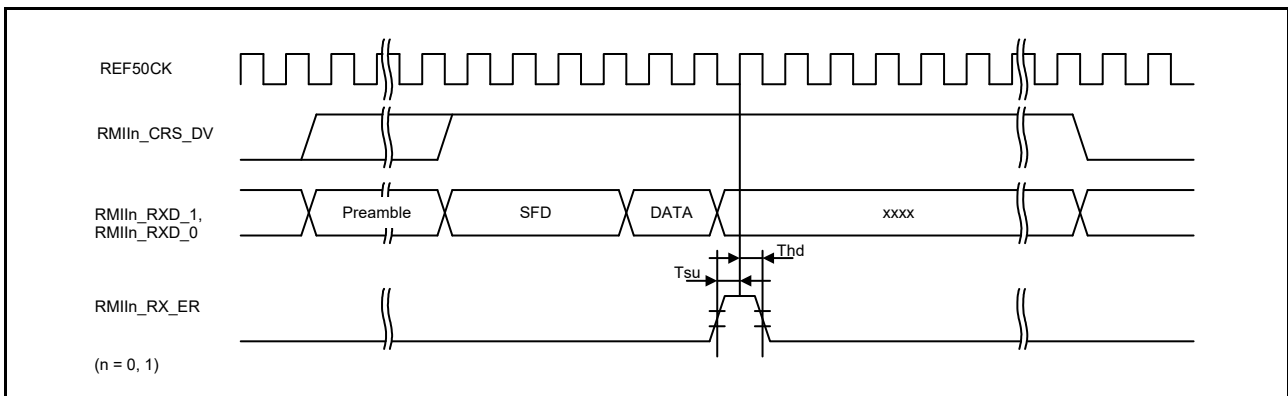 REF50CK
RMIIn_CRS_DV
RMIIn_RXD_1,
RMIIn_RXD_0
Preamble
SFD
DATA
xxxx
Thd
Tsu
RMIIn_RX_ER
(n = 0, 1)